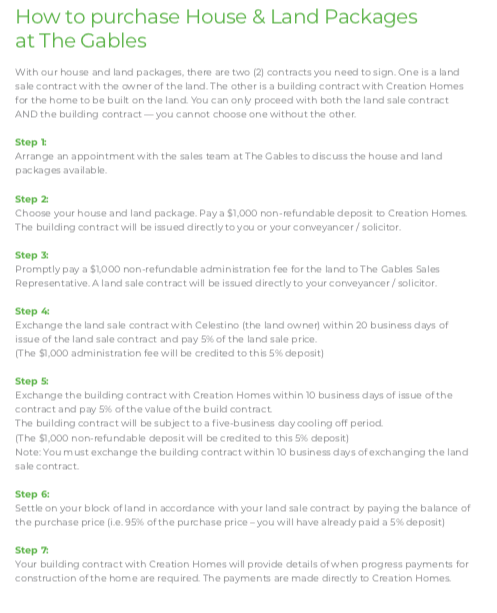 How to purchase House & Land Packages
at The Gables
With our house and land packages, there are two (2) contracts you need to sign. One is a land
sale contract with the owner of the land. The other is a building contract with Creation Homes
for the home to be built on the land. You can only proceed with both the land sale contract
AND the building contract — you cannot choose one without the other.
Step 1:
Arrange an appointment with the sales team at The Gables to discuss the house and land
packages available.
Step 2:
Choose your house and land package. Pay a $1,000 non-refundable deposit to Creation Homes.
The building contract will be issued directly to you or your conveyancer / solicitor.
Step 3:
Promptly pay a $1,000 non-refundable administration fee for the land to The Gables Sales
Representative. A land sale contract will be issued directly to your conveyancer / solicitor.
Step 4:
Exchange the land sale contract with Celestino (the land owner) within 20 business days of
issue of the land sale contract and pay 5% of the land sale price.
(The $1,000 administration fee will be credited to this 5% deposit)
Step 5:
Exchange the building contract with Creation Homes within 10 business days of issue of the
contract and pay 5% of the value of the build contract.
The building contract will be subject to a five-business day cooling off period.
(The $1,000 non-refundable deposit will be credited to this 5% deposit)
Note: You must exchange the building contract within 10 business days of exchanging the land
sale contract.
Step 6:
Settle on your block of land in accordance with your land sale contract by paying the balance of
the purchase price (i.e. 95% of the purchase price – you will have already paid a 5% deposit)
Step 7:
Your building contract with Creation Homes will provide details of when progress payments for
construction of the home are required. The payments are made directly to Creation Homes.